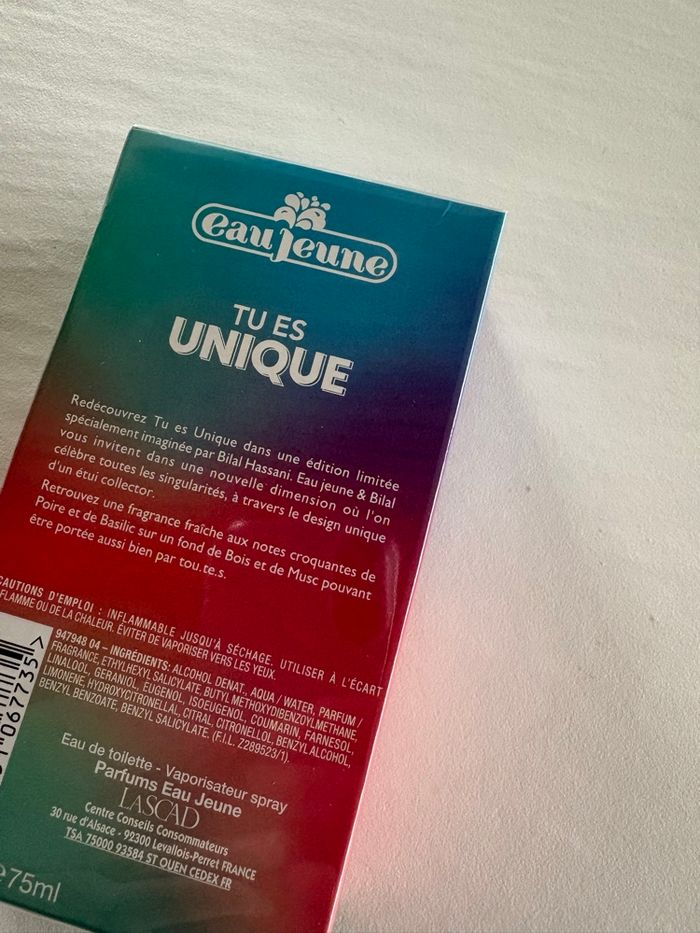 eau jeune
TU ES
UNIQUE
Redécouvrez Tu es Unique dans une édition limitée
spécialement imaginée par Bilal Hassani. Eau jeune & Bilal
vous invitent dans une nouvelle dimension où l'on
célèbre toutes les singularités, à travers le design unique
d'un étui collector.
Retrouvez une fragrance fraîche aux notes croquantes de
Poire et de Basilic sur un fond de Bois et de Musc pouvant
être portée aussi bien par tou.te.s.
CAUTIONS D'EMPLOI : INFLAMMABLE JUSQU'À SÉCHAGE. UTILISER À L'ÉCART
FLAMME OU DE LA CHALEUR. ÉVITER DE VAPORISER VERS LES YEUX.
947948 04 – INGRÉDIENTS: ALCOHOL DENAT., AQUA / WATER, PARFUM /
FRAGRANCE, ETHYLHEXYL SALICYLATE BUTYL METHOXYDIBENZOYLMETHANE,
LINALOOL, GERANIOL, EUGENOL, ISOEUGENOL, COUMARIN, FARNESOL,
LIMONENE, HYDROXYCITRONELLAL, CITRAL, CITRONELLOL, BENZYL ALCOHOL,
BENZYL BENZOATE, BENZYL SALICYLATE. (F.I.L. Z289523/1).
067735>
Eau de toilette - Vaporisateur spray
Parfums Eau Jeune
LASCAD
Centre Conseils Consommateurs
30 rue d'Alsace - 92300 Levallois-Perret FRANCE
TSA 75000 93584 ST OUEN CEDEX FR
e75ml